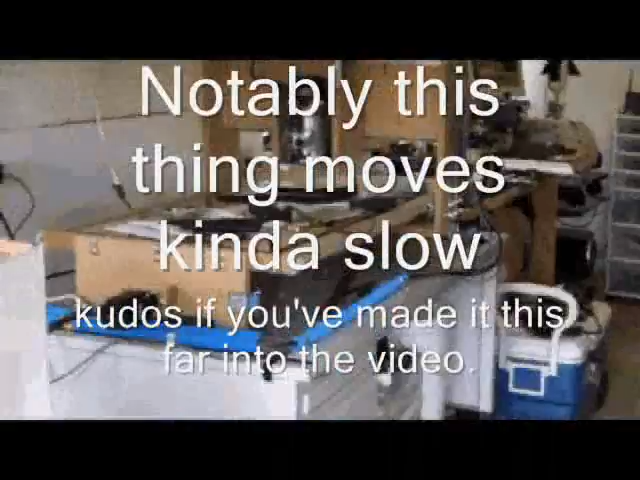 Notably this
thing moves
kinda slow
kudos if you've made it this
far into the video.